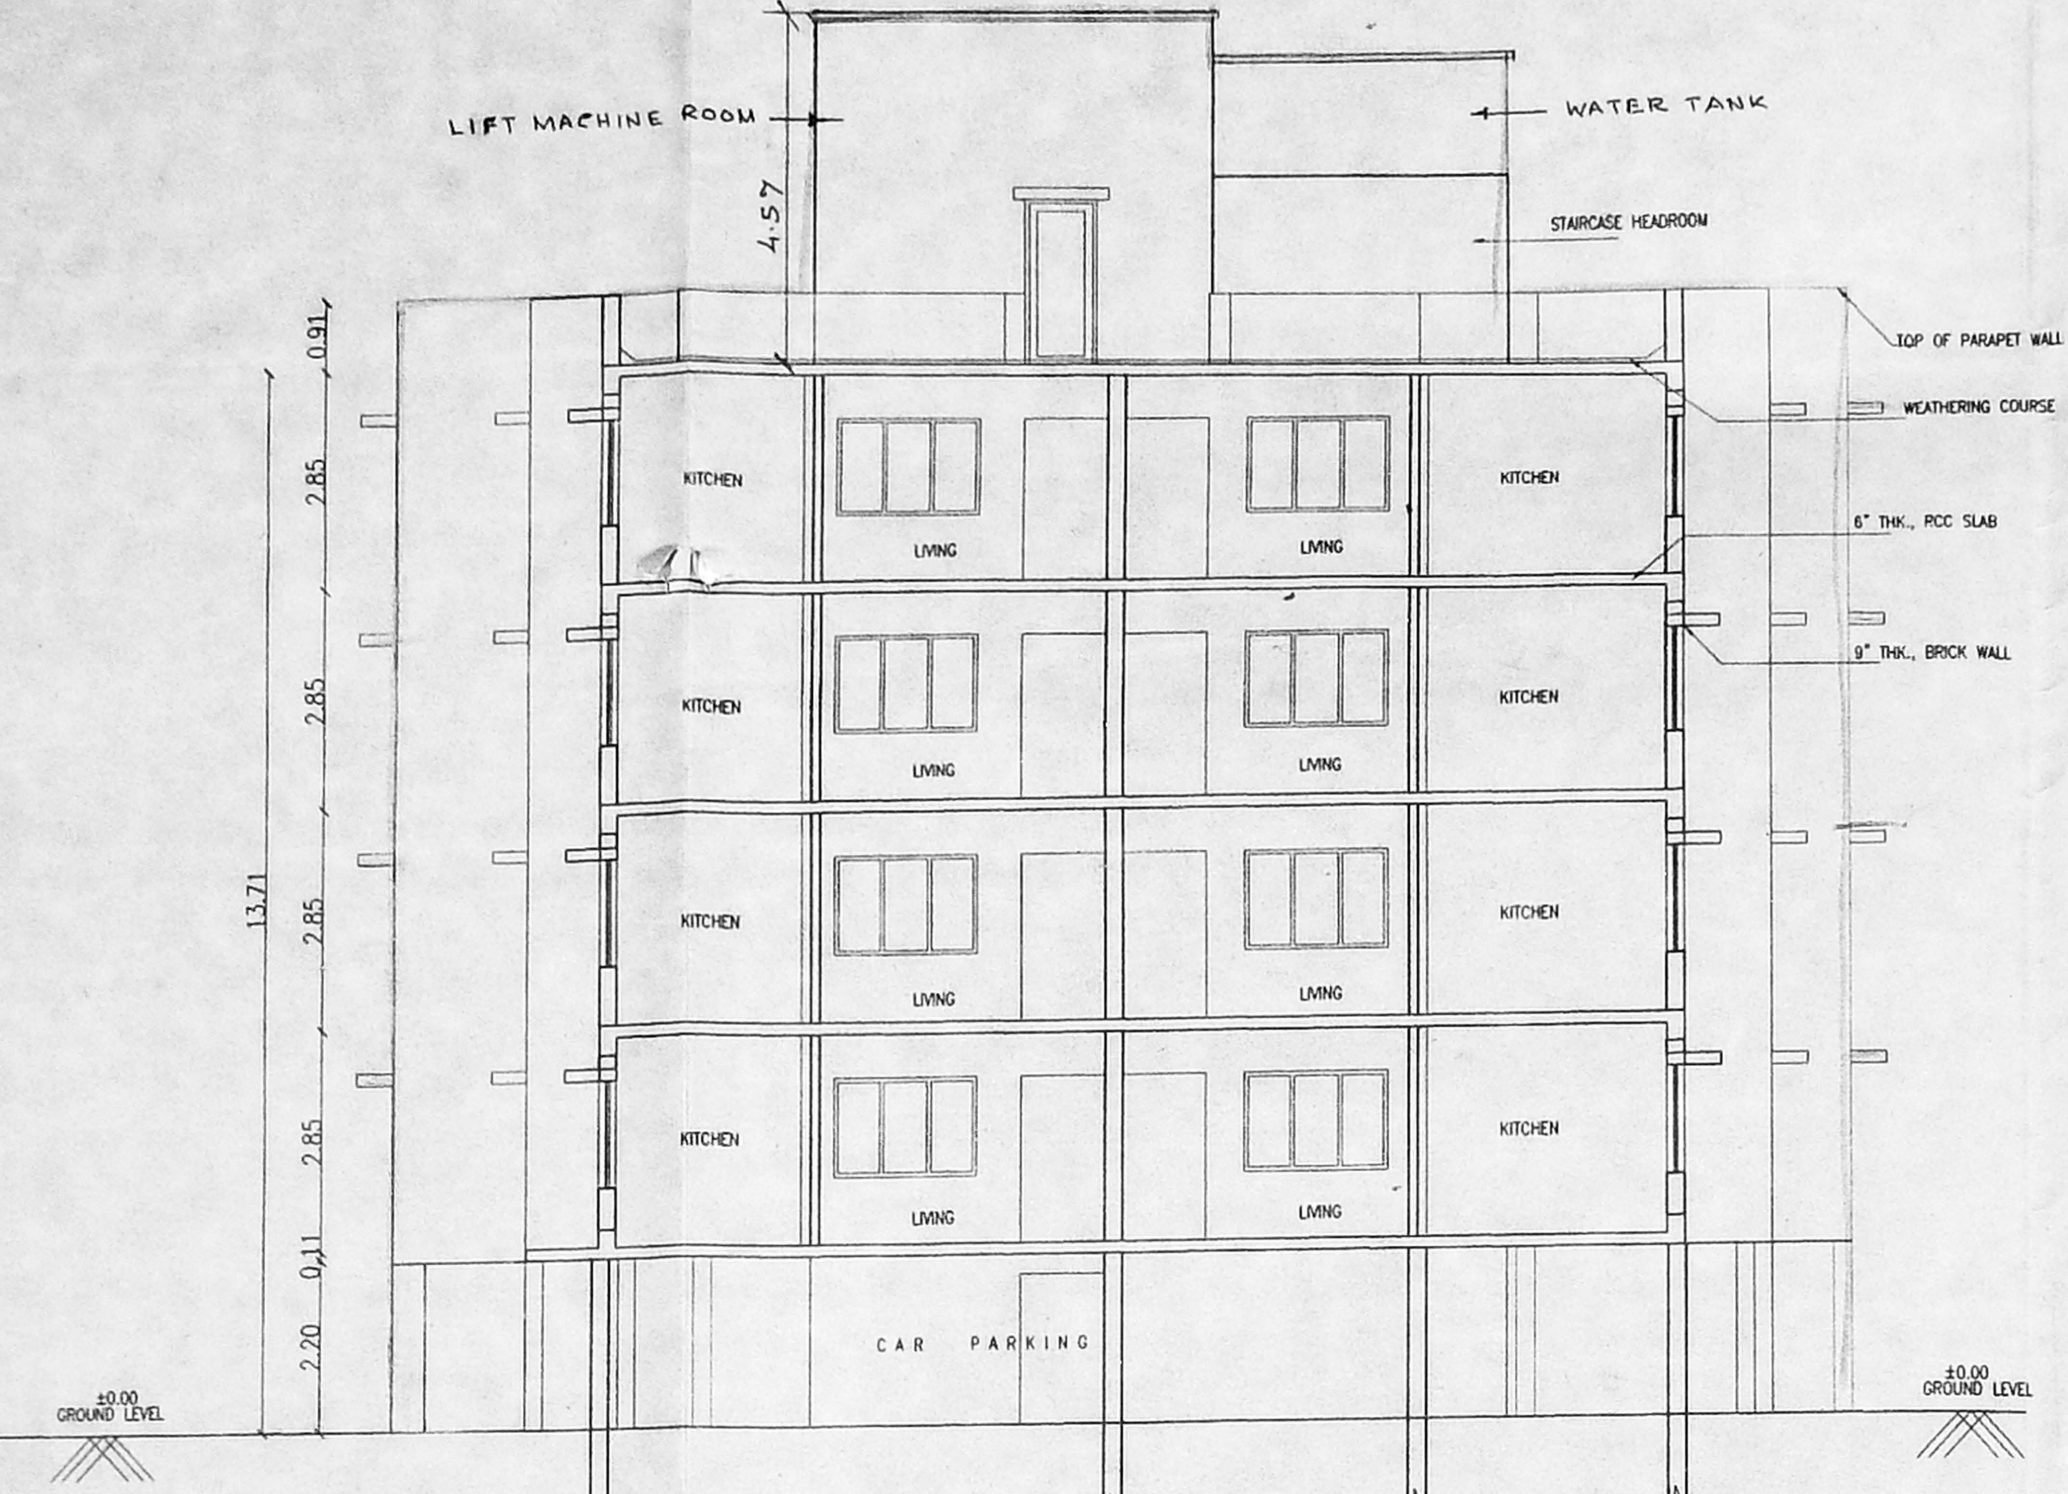 LIFT MACHINE ROOM
WATER TANK
4.57
STAIRCASE HEADROOM
0.91
TOP OF PARAPET WALL
WEATHERING COURSE
2.85
KITCHEN
KITCHEN
LIVING
LIVING
6" THK., RCC SLAB
9" THK., BRICK WALL
2.85
KITCHEN
KITCHEN
LIVING
LIVING
13.71
2.85
KITCHEN
KITCHEN
LIVING
LIVING
2.85
KITCHEN
KITCHEN
LIVING
LIVING
0.11
2.20
CAR PARKING
±0.00
GROUND LEVEL
±0.00
GROUND LEVEL